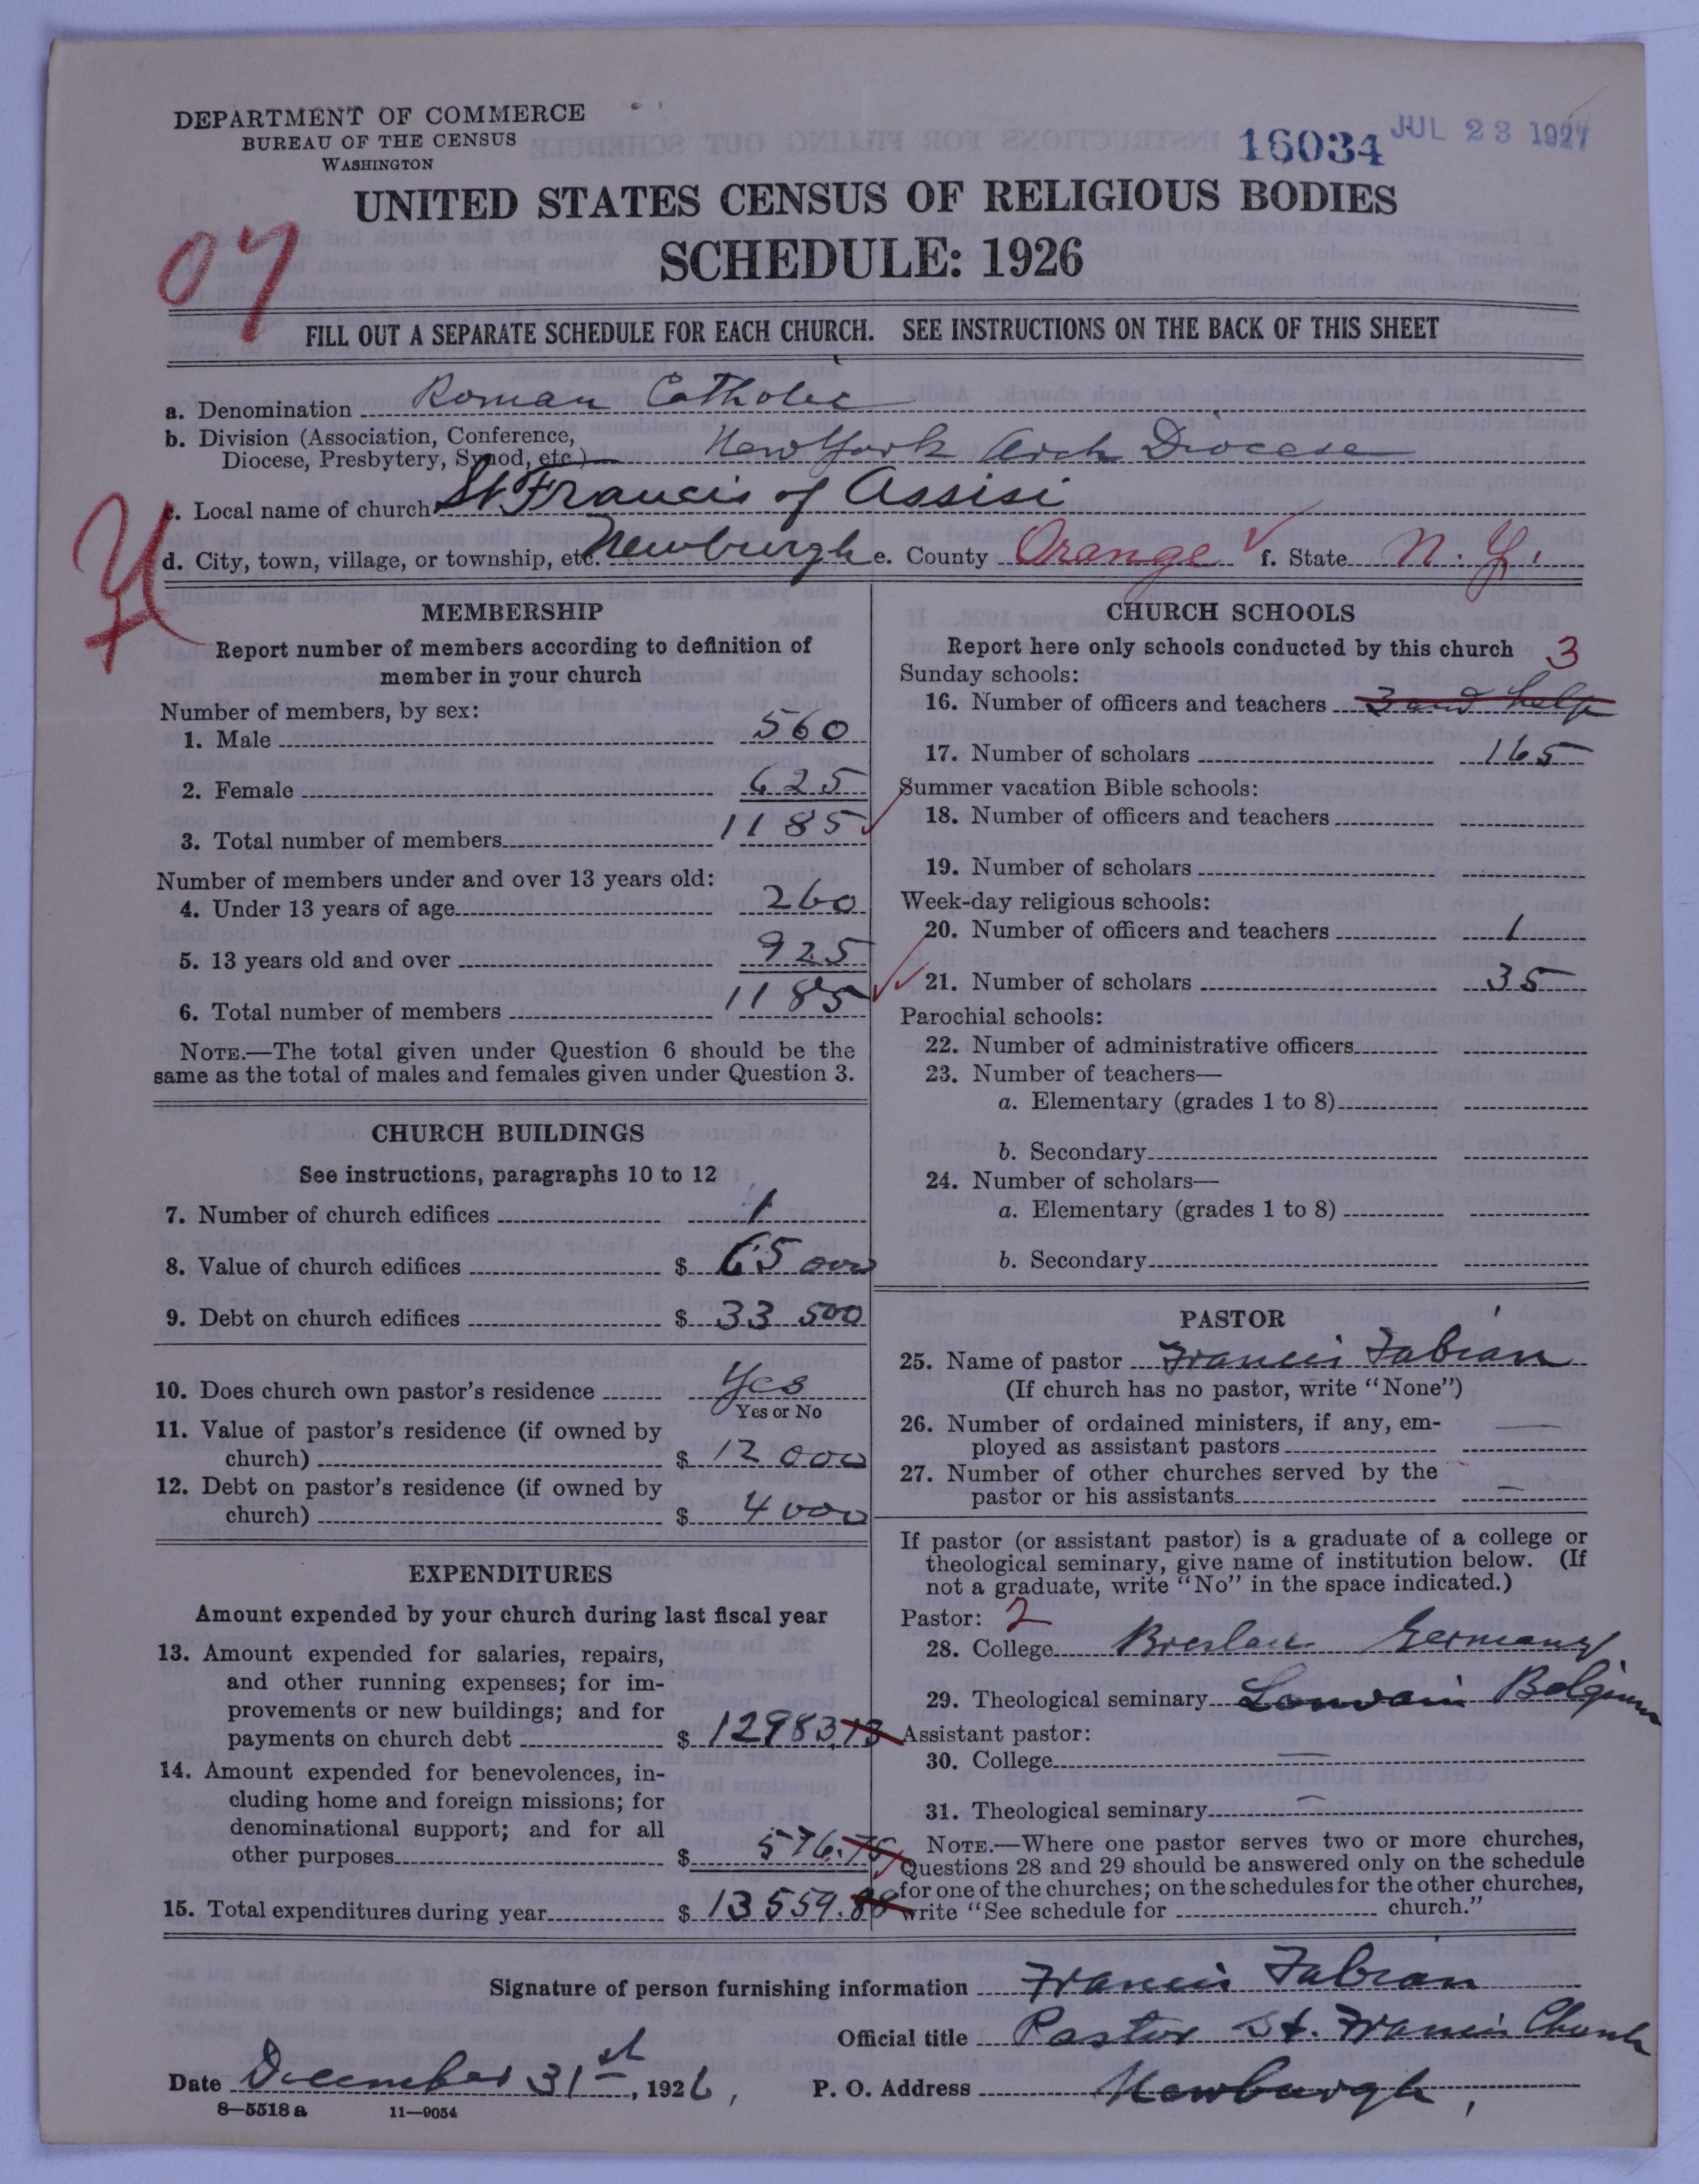 DEPARTMENT OF COMMERCE
BUREAU OF THE CENSUS
WASHINGTON
16034 JUL 23 1927
UNITED STATES CENSUS OF RELIGIOUS BODIES
SCHEDULE: 1926
07
FILL OUT A SEPARATE SCHEDULE FOR EACH CHURCH. SEE INSTRUCTIONS ON THE BACK OF THIS SHEET
a. Denomination Roman Catholic
b. Division (Association, Conference,
Diocese, Presbytery, Synod, etc.) New York Arch Diocese
c. Local name of church St Francis of Assisi
d. City, town, village, or township, etc. Newburgh e. County Orange ✓ f. State N. Y.
MEMBERSHIP
Report number of members according to definition of
member in your church
Number of members, by sex:
1. Male 560
2. Female 625
3. Total number of members 1185 ✓
Number of members under and over 13 years old:
4. Under 13 years of age 260
5. 13 years old and over 925
6. Total number of members 1185 ✓✓
NOTE.—The total given under Question 6 should be the
same as the total of males and females given under Question 3.
CHURCH BUILDINGS
See instructions, paragraphs 10 to 12
7. Number of church edifices 1
8. Value of church edifices $ 65 000
9. Debt on church edifices $ 33 500
10. Does church own pastor's residence Yes
Yes or No
11. Value of pastor's residence (if owned by
church) $ 12 000
12. Debt on pastor's residence (if owned by
church) $ 4 000
EXPENDITURES
Amount expended by your church during last fiscal year
13. Amount expended for salaries, repairs,
and other running expenses; for im-
provements or new buildings; and for
payments on church debt $ 12983.13
14. Amount expended for benevolences, in-
cluding home and foreign missions; for
denominational support; and for all
other purposes $ 576.75
15. Total expenditures during year $ 13559.88
CHURCH SCHOOLS
Report here only schools conducted by this church 3
Sunday schools:
16. Number of officers and teachers 3 and help
17. Number of scholars 165
Summer vacation Bible schools:
18. Number of officers and teachers
19. Number of scholars
Week-day religious schools:
20. Number of officers and teachers 1
21. Number of scholars 35
Parochial schools:
22. Number of administrative officers
23. Number of teachers—
a. Elementary (grades 1 to 8)
b. Secondary
24. Number of scholars—
a. Elementary (grades 1 to 8)
b. Secondary
PASTOR
25. Name of pastor Francis Fabian
(If church has no pastor, write "None")
26. Number of ordained ministers, if any, em-
ployed as assistant pastors —
27. Number of other churches served by the
pastor or his assistants —
If pastor (or assistant pastor) is a graduate of a college or
theological seminary, give name of institution below. (If
not a graduate, write "No" in the space indicated.)
Pastor: 2
28. College Breslau Germany
29. Theological seminary Louvain Belgium
Assistant pastor:
30. College —
31. Theological seminary —
NOTE.—Where one pastor serves two or more churches,
Questions 28 and 29 should be answered only on the schedule
for one of the churches; on the schedules for the other churches,
write "See schedule for church."
Signature of person furnishing information Francis Fabian
Official title Pastor St. Francis Church
Date December 31st, 1926, P. O. Address Newburgh,
8—5518 a 11—9054